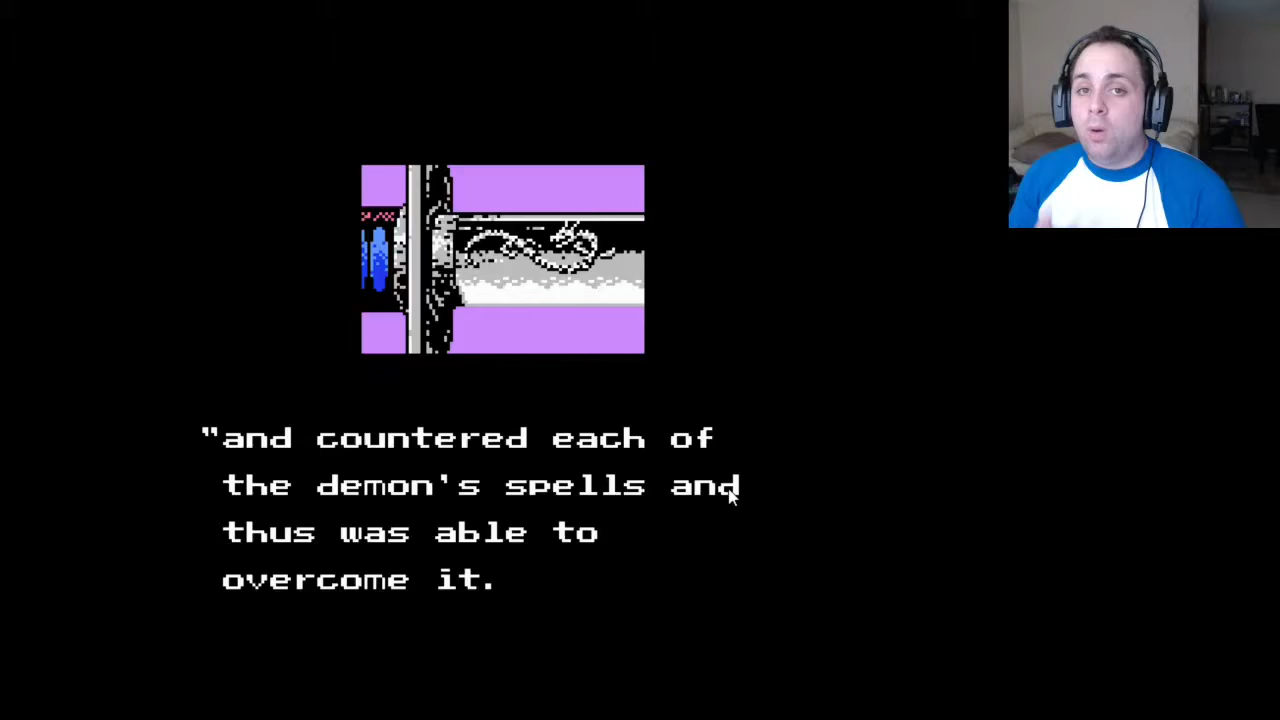 "and countered each of
the demon's spells and
thus was able to
overcome it.